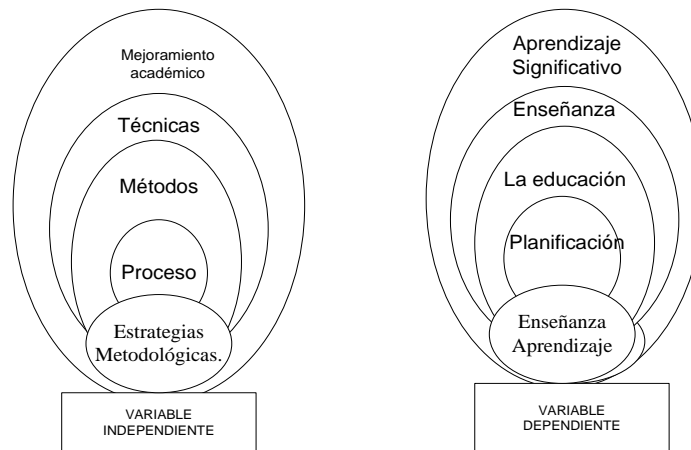 Mejoramiento
académico
Técnicas
Métodos
Proceso
Estrategias
Metodológicas.
VARIABLE
INDEPENDIENTE
Aprendizaje
Significativo
Enseñanza
La educación
Planificación
Enseñanza
Aprendizaje
VARIABLE
DEPENDIENTE